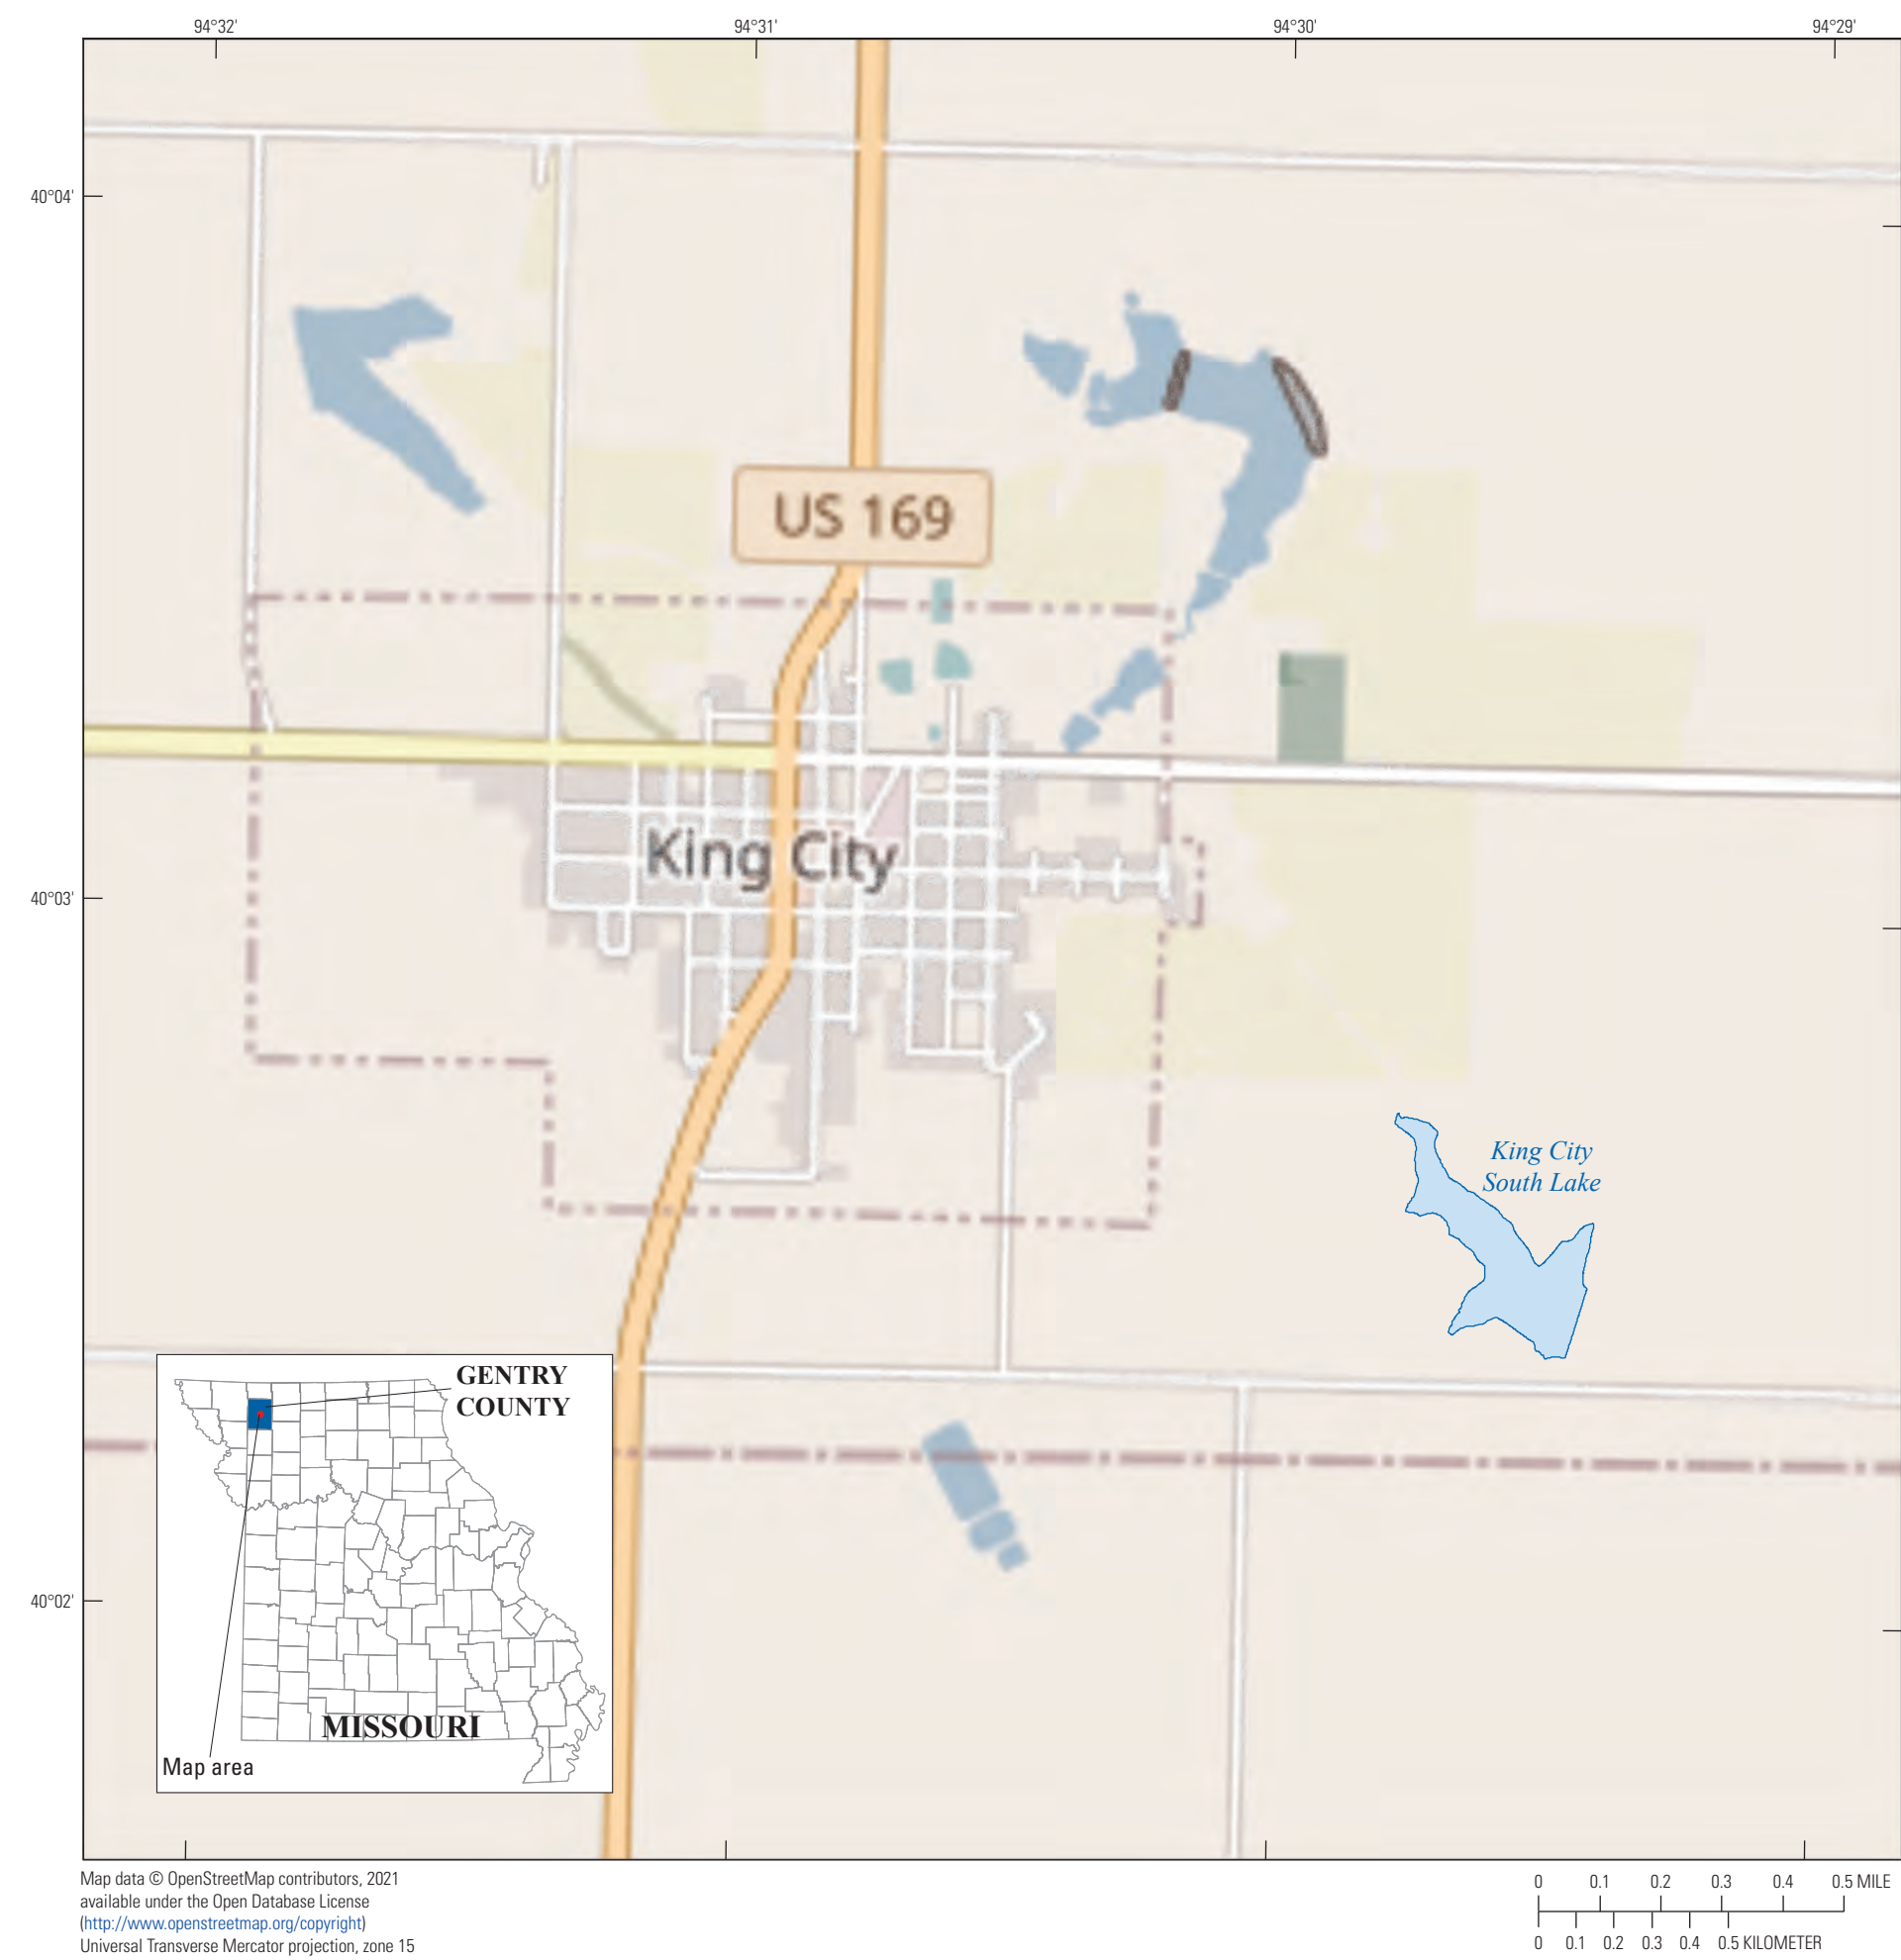 94°32'
94°31'
94°30'
94°29'
40°04'
US 169
40°03'
King City
King City
South Lake
GENTRY
COUNTY
40°02'
MISSOURI
Map area
Map data © OpenStreetMap contributors, 2021
available under the Open Database License
(http://www.openstreetmap.org/copyright)
Universal Transverse Mercator projection, zone 15
0 0.1 0.2 0.3 0.4 0.5 MILE
0 0.1 0.2 0.3 0.4 0.5 KILOMETER